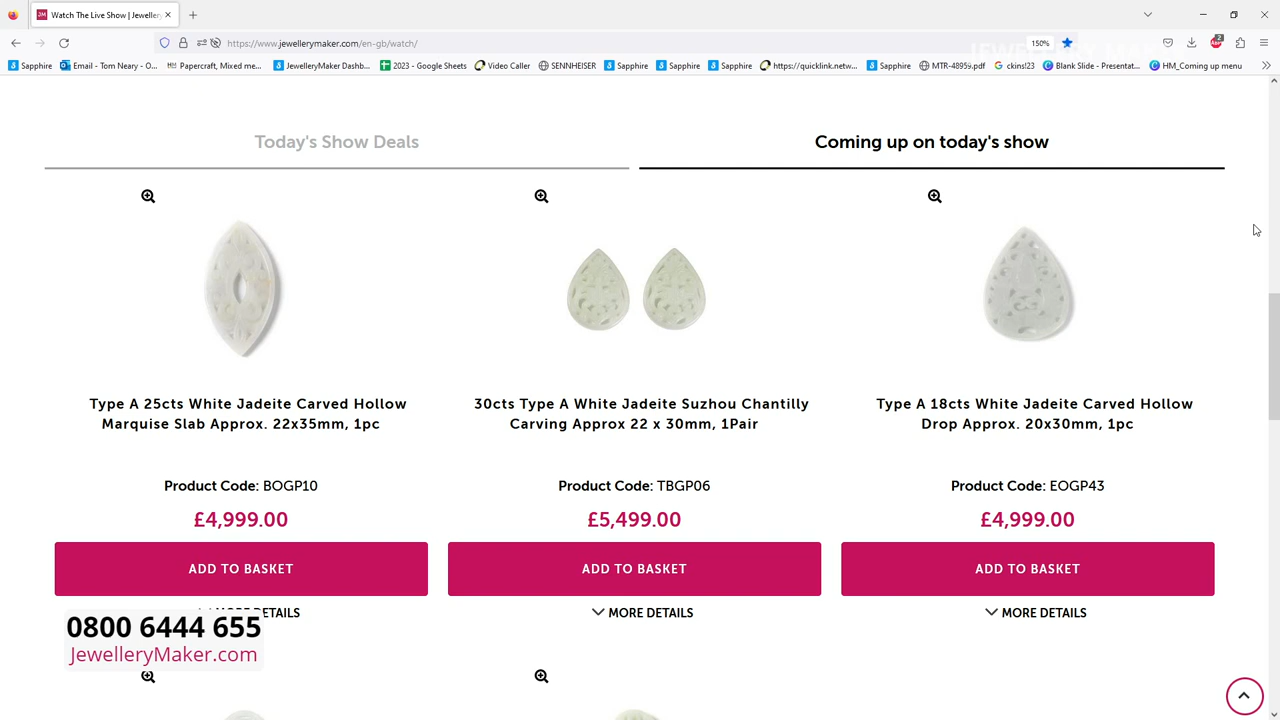 Watch The Live Show | Jeweller
https://www.jewellerymaker.com/en-gb/watch/
150%
Sapphire
Email - Tom Neary - O...
Papercraft, Mixed me...
JewelleryMaker Dashb...
2023 - Google Sheets
Video Caller
SENNHEISER
Sapphire
Sapphire
Sapphire
https://quicklink.netw...
Sapphire
MTR-48959.pdf
ckins!23
Blank Slide - Presentat...
HM_Coming up menu
Today's Show Deals
Coming up on today's show
Type A 25cts White Jadeite Carved Hollow
Marquise Slab Approx. 22x35mm, 1pc
Product Code: BOGP10
£4,999.00
ADD TO BASKET
MORE DETAILS
30cts Type A White Jadeite Suzhou Chantilly
Carving Approx 22 x 30mm, 1Pair
Product Code: TBGP06
£5,499.00
ADD TO BASKET
MORE DETAILS
Type A 18cts White Jadeite Carved Hollow
Drop Approx. 20x30mm, 1pc
Product Code: EOGP43
£4,999.00
ADD TO BASKET
MORE DETAILS
0800 6444 655
JewelleryMaker.com